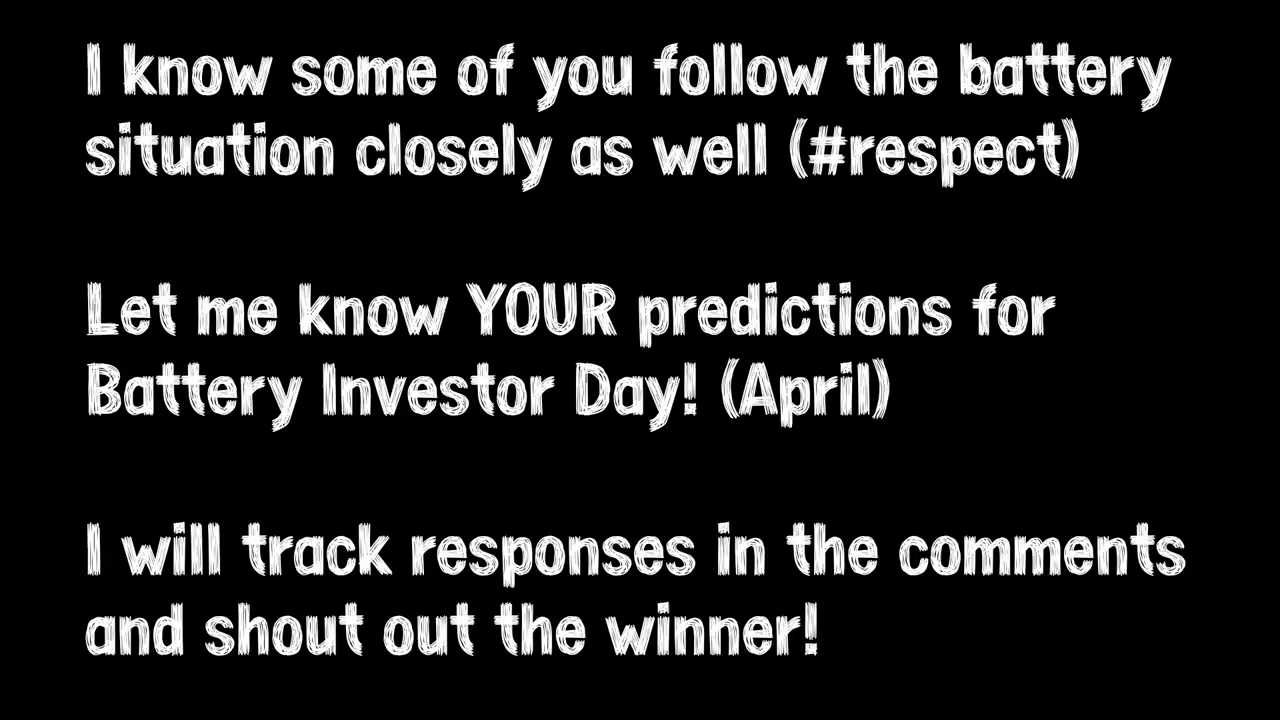 I know some of you follow the battery
situation closely as well (#respect)
Let me know YOUR predictions for
Battery Investor Day! (April)
I will track responses in the comments
and shout out the winner!